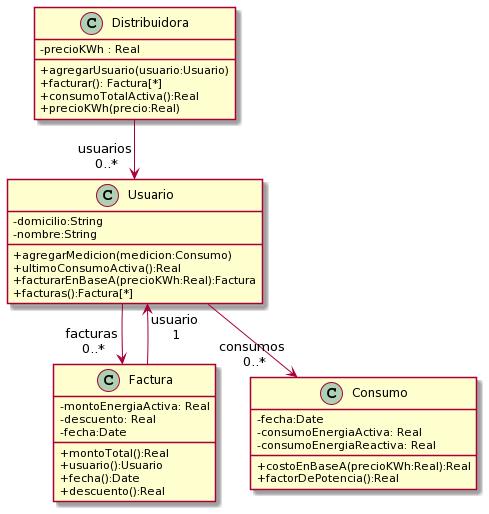 C Distribuidora
-precioKWh : Real
+agregarUsuario(usuario:Usuario)
+facturar(): Factura[*]
+consumoTotalActiva():Real
+precioKWh(precio:Real)
usuarios
0..*
C Usuario
-domicilio:String
-nombre:String
+agregarMedicion(medicion:Consumo)
+ultimoConsumoActiva():Real
+facturarEnBaseA(precioKWh:Real):Factura
+facturas():Factura[*]
facturas
0..*
usuario
1
consumos
0..*
C Factura
-montoEnergiaActiva: Real
-descuento: Real
-fecha:Date
+montoTotal():Real
+usuario():Usuario
+fecha():Date
+descuento():Real
C Consumo
-fecha:Date
-consumoEnergiaActiva: Real
-consumoEnergiaReactiva: Real
+costoEnBaseA(precioKWh:Real):Real
+factorDePotencia():Real